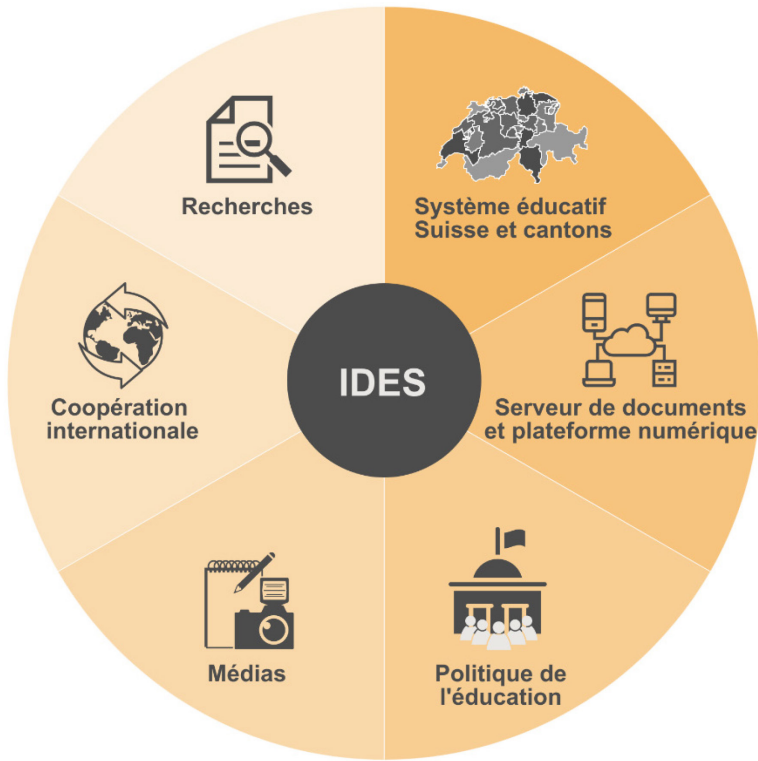 Recherches
Système éducatif
Suisse et cantons
IDES
Coopération
internationale
Serveur de documents
et plateforme numérique
Médias
Politique de
l'éducation